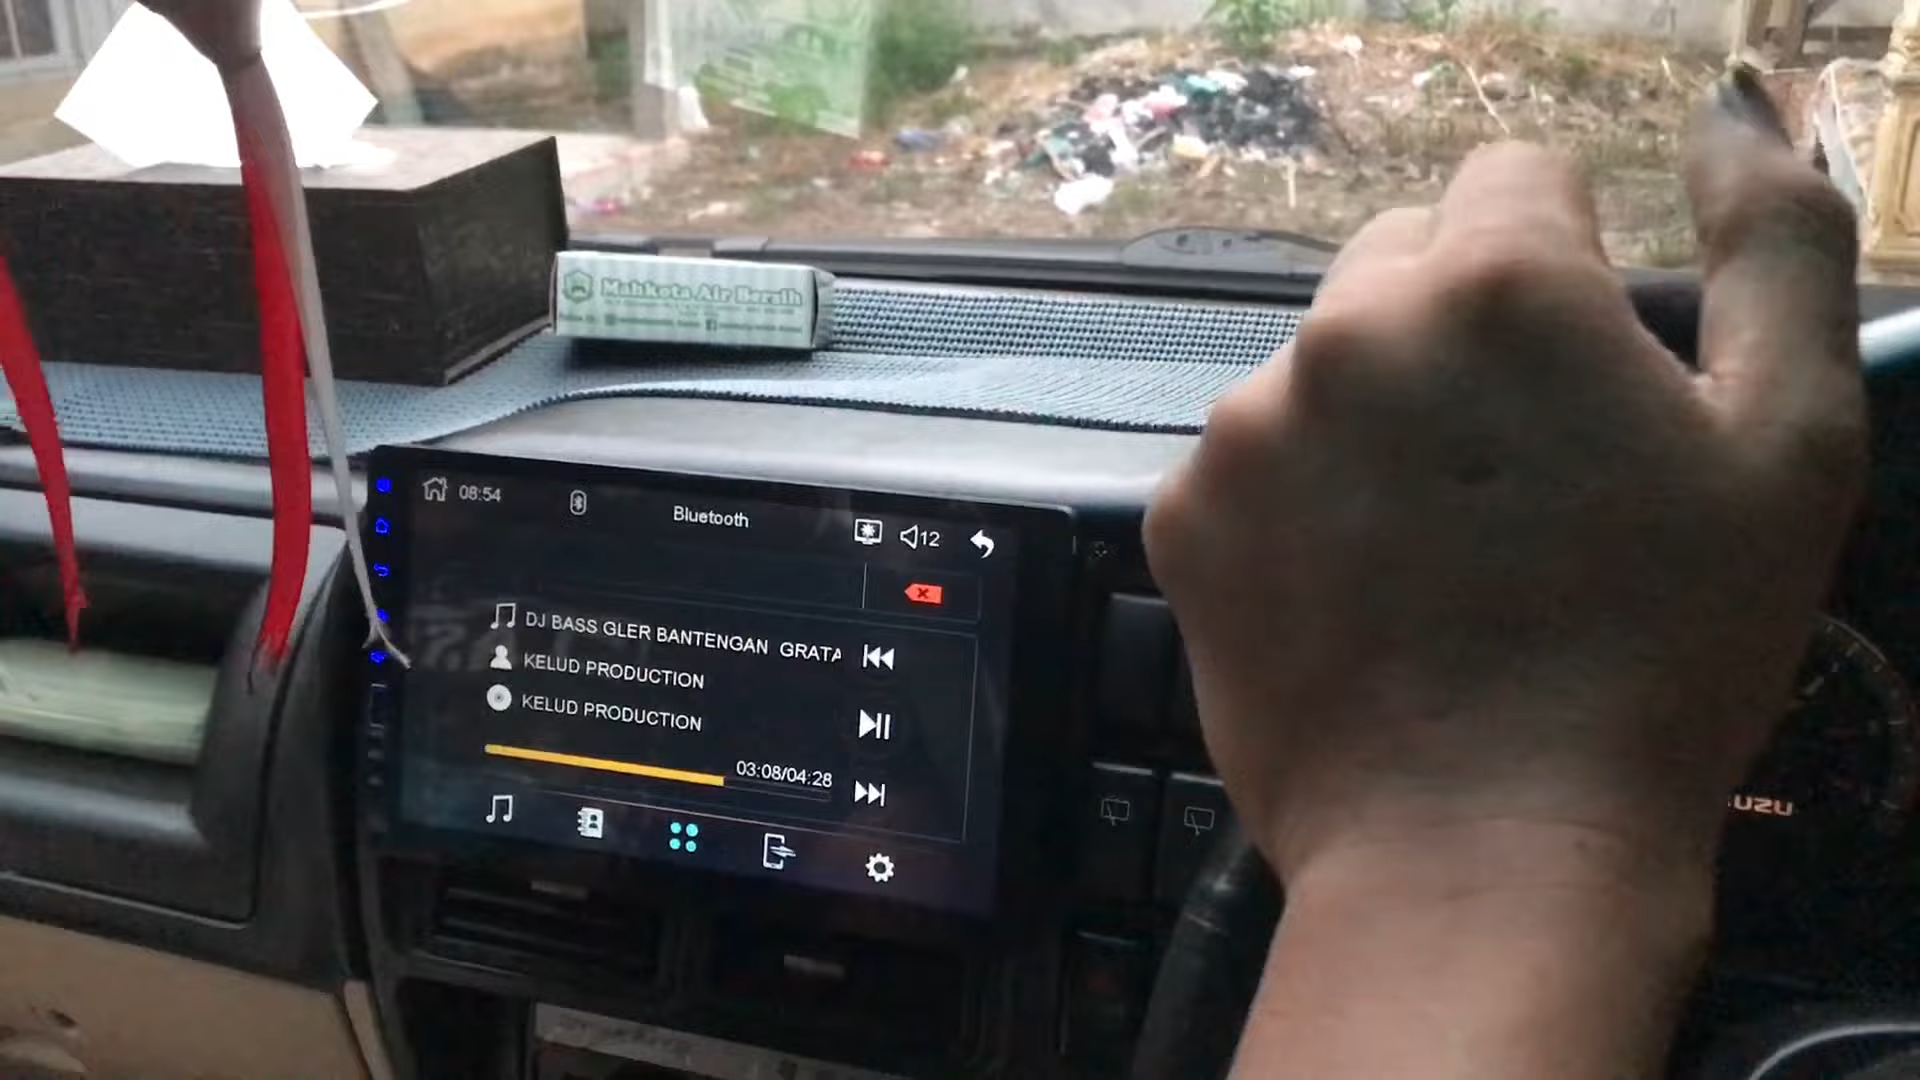 Mahkota Air Bersih
08:54
Bluetooth
12
DJ BASS GLER BANTENGAN GRATA
KELUD PRODUCTION
KELUD PRODUCTION
03:08/04:28
UZU